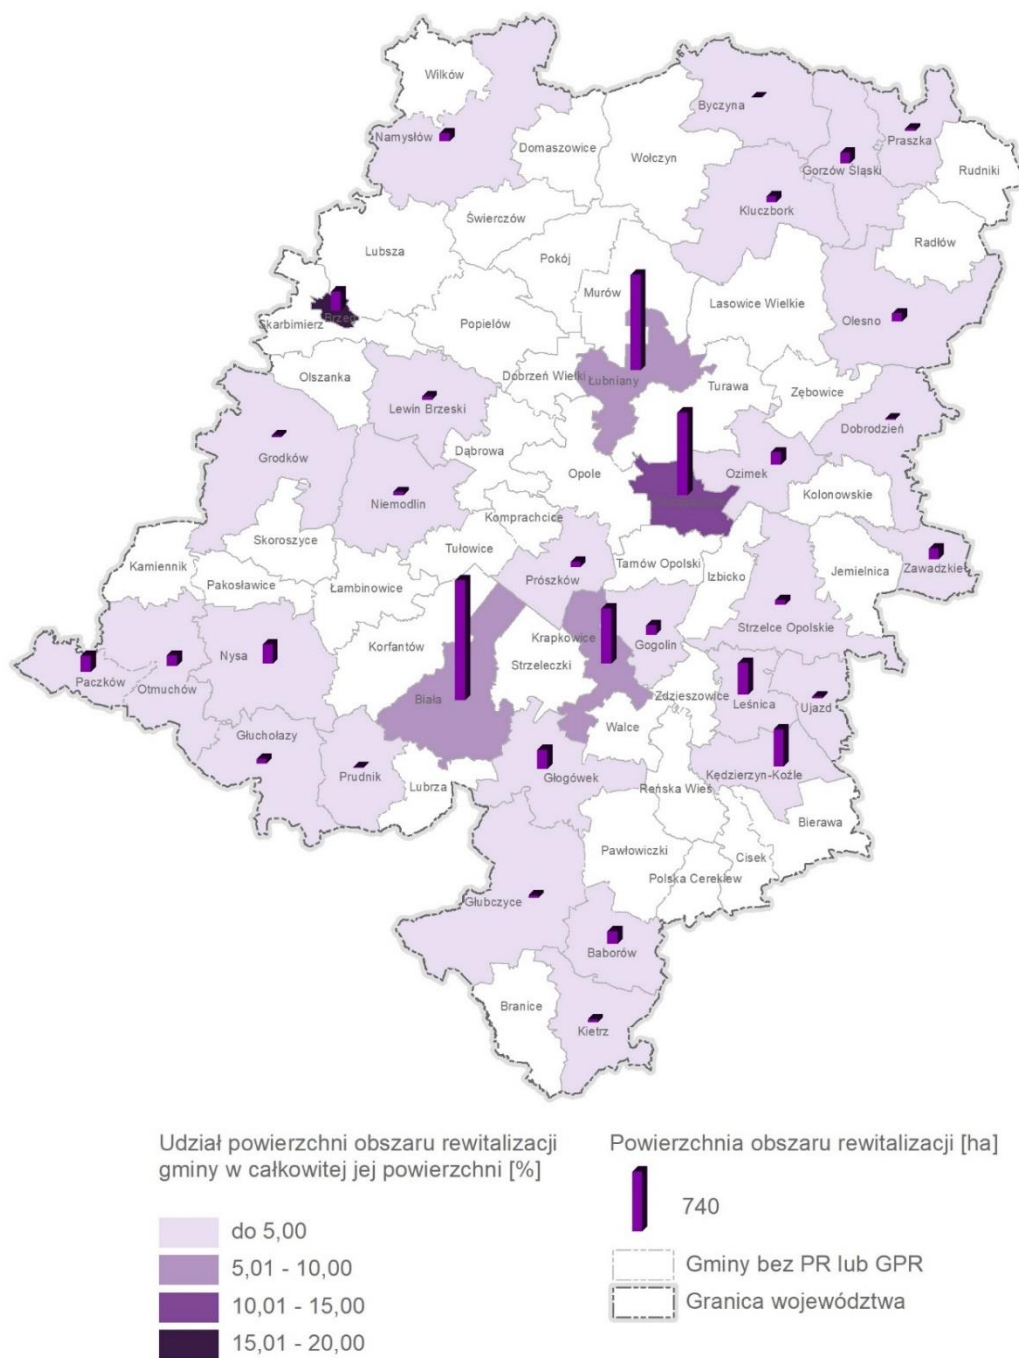 Wilków
Byczyna
Namysłów
Praszka
Domaszowice
Wołczyn
Gorzów Śląski
Rudniki
Kluczbork
Świerczów
Radłów
Lubsza
Pokój
Murów
Lasowice Wielkie
Brzeg
Skarbimierz
Popielów
Olesno
Olszanka
Dobrzeń Wielki
Łubniany
Turawa
Zębowice
Lewin Brzeski
Dobrodzień
Grodków
Dąbrowa
Opole
Ozimek
Niemodlin
Kolonowskie
Komprachcice
Skoroszyce
Tułowice
Kamiennik
Tamów Opolski
Izbicko
Jemielnica
Zawadzkie
Pakosławice
Łambinowice
Prószków
Strzelce Opolskie
Nysa
Korfantów
Krapkowice
Gogolin
Strzeleczki
Paczków
Otmuchów
Zdzieszowice
Leśnica
Ujazd
Biała
Walce
Głuchołazy
Prudnik
Głogówek
Kędzierzyn-Koźle
Lubrza
Reńska Wieś
Bierawa
Pawłowiczki
Cisek
Polska Cerekiew
Głubczyce
Baborów
Branice
Kietrz
Udział powierzchni obszaru rewitalizacji
gminy w całkowitej jej powierzchni [%]
do 5,00
5,01 - 10,00
10,01 - 15,00
15,01 - 20,00
Powierzchnia obszaru rewitalizacji [ha]
740
Gminy bez PR lub GPR
Granica województwa